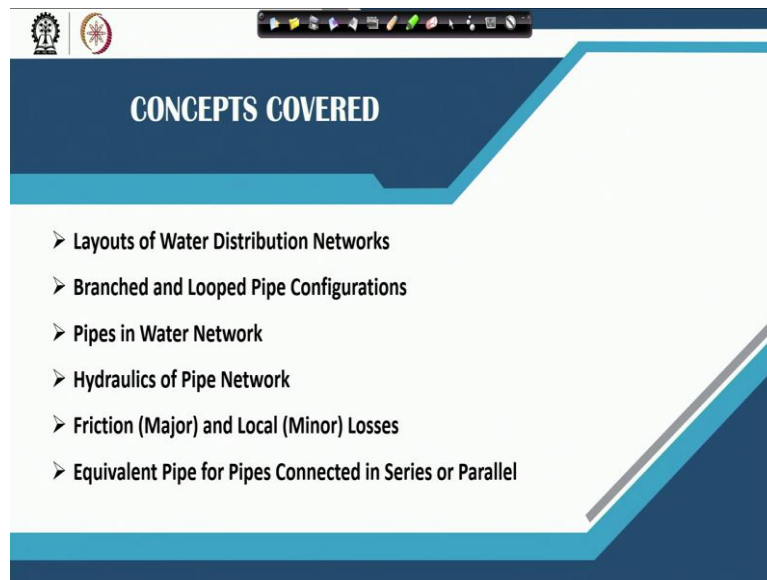 CONCEPTS COVERED
➢ Layouts of Water Distribution Networks
➢ Branched and Looped Pipe Configurations
➢ Pipes in Water Network
➢ Hydraulics of Pipe Network
➢ Friction (Major) and Local (Minor) Losses
➢ Equivalent Pipe for Pipes Connected in Series or Parallel